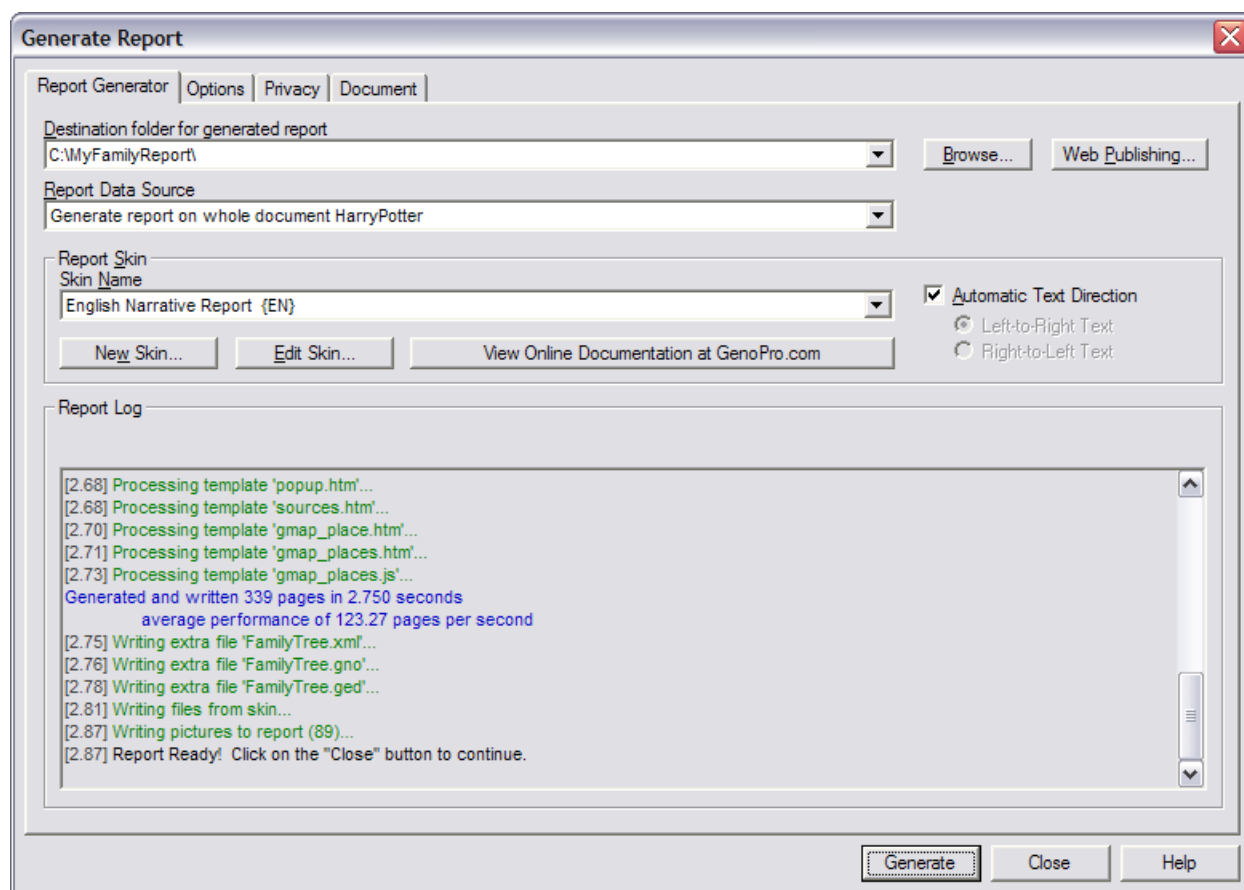 Generate Report
Report Generator Options Privacy Document
Destination folder for generated report
C:\MyFamilyReport\
Browse... Web Publishing...
Report Data Source
Generate report on whole document HarryPotter
Report Skin
Skin Name
English Narrative Report {EN}
Automatic Text Direction
Left-to-Right Text
Right-to-Left Text
New Skin... Edit Skin... View Online Documentation at GenoPro.com
Report Log
[2.68] Processing template 'popup.htm'...
[2.68] Processing template 'sources.htm'...
[2.70] Processing template 'gmap_place.htm'...
[2.71] Processing template 'gmap_places.htm'...
[2.73] Processing template 'gmap_places.js'...
Generated and written 339 pages in 2.750 seconds
average performance of 123.27 pages per second
[2.75] Writing extra file 'FamilyTree.xml'...
[2.76] Writing extra file 'FamilyTree.gno'...
[2.78] Writing extra file 'FamilyTree.ged'...
[2.81] Writing files from skin...
[2.87] Writing pictures to report (89)...
[2.87] Report Ready! Click on the "Close" button to continue.
Generate Close Help